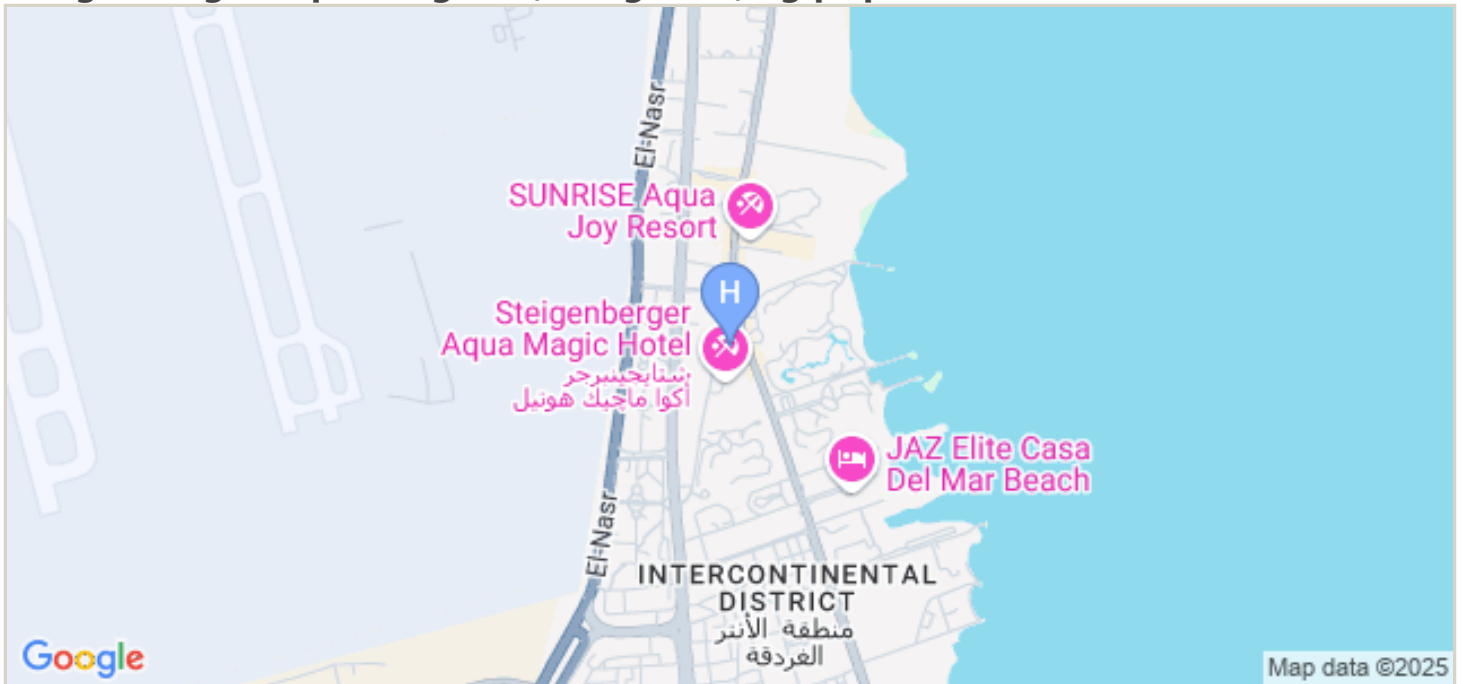 El-Nasr
SUNRISE Aqua
Joy Resort
H
Steigenberger
Aqua Magic Hotel
شتايجينبرجر
أكوا ماجيك هوتيل
JAZ Elite Casa
Del Mar Beach
El-Nasr
INTERCONTINENTAL
DISTRICT
منطقة الأنتر
الغردقة
Google
Map data ©2025